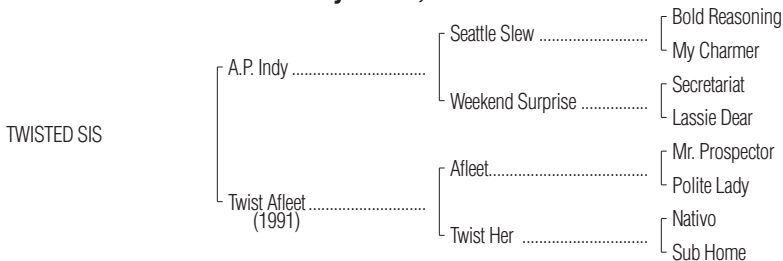 Bold Reasoning
Seattle Slew ................................
My Charmer
A.P. Indy ........................................
Secretariat
Weekend Surprise ....................
Lassie Dear
TWISTED SIS
Mr. Prospector
Afleet...............................................
Polite Lady
Twist Afleet ...................................
(1991)
Nativo
Twist Her .....................................
Sub Home